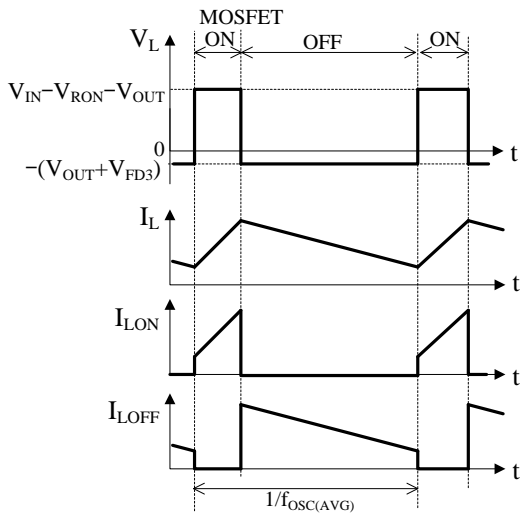 MOSFET
V_L ON OFF ON
V_IN−V_RON−V_OUT
t
0
−(V_OUT+V_FD3)
I_L
t
I_LON
t
I_LOFF
t
1/f_OSC(AVG)